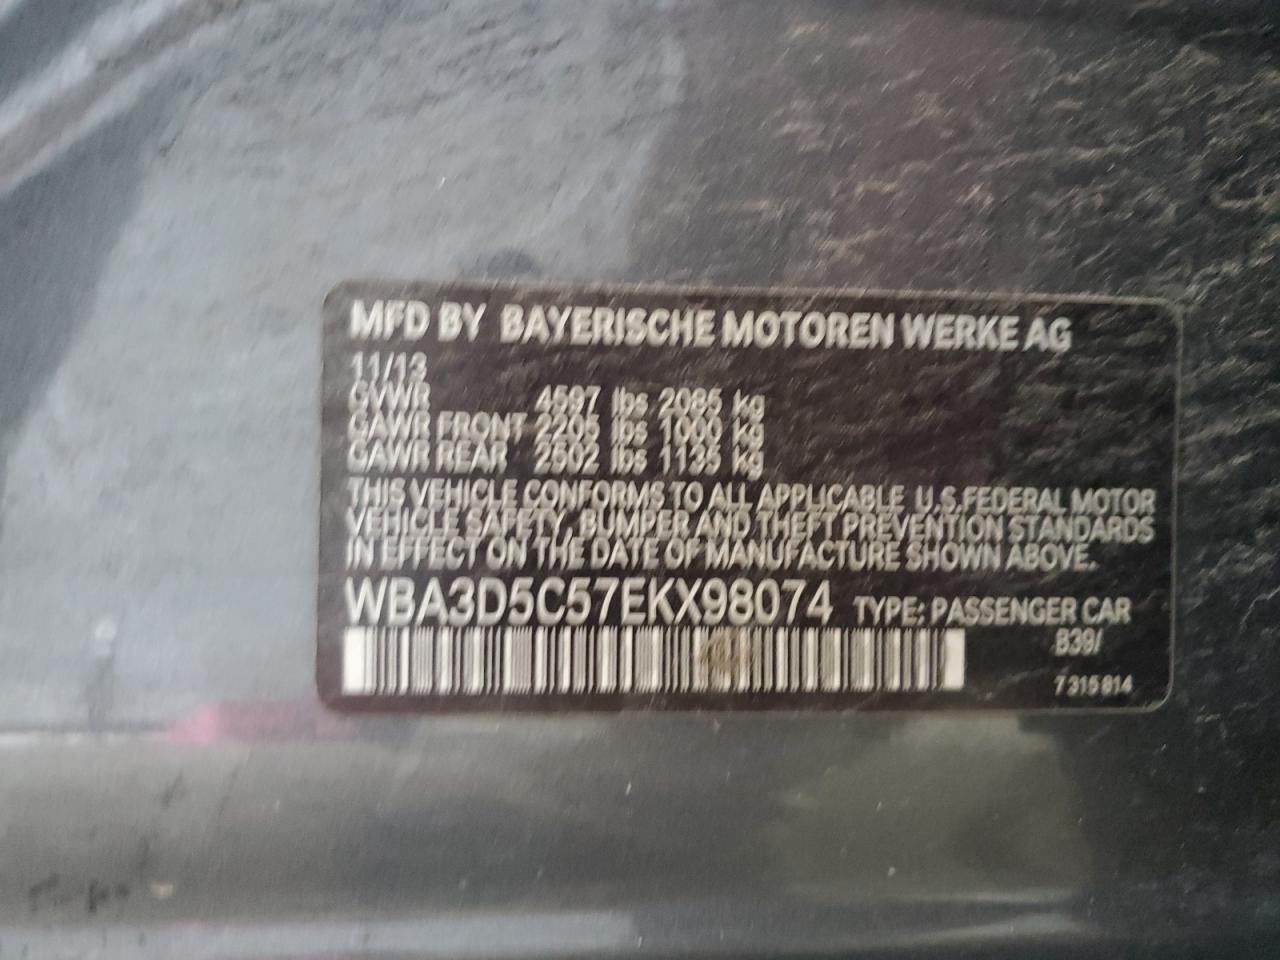 MFD BY BAYERISCHE MOTOREN WERKE AG
11/13
GVWR 4597 lbs 2085 kg
GAWR FRONT 2205 lbs 1000 kg
GAWR REAR 2502 lbs 1135 kg
THIS VEHICLE CONFORMS TO ALL APPLICABLE U.S.FEDERAL MOTOR
VEHICLE SAFETY, BUMPER AND THEFT PREVENTION STANDARDS
IN EFFECT ON THE DATE OF MANUFACTURE SHOWN ABOVE.
WBA3D5C57EKX98074 TYPE: PASSENGER CAR
B39/
7 315 814